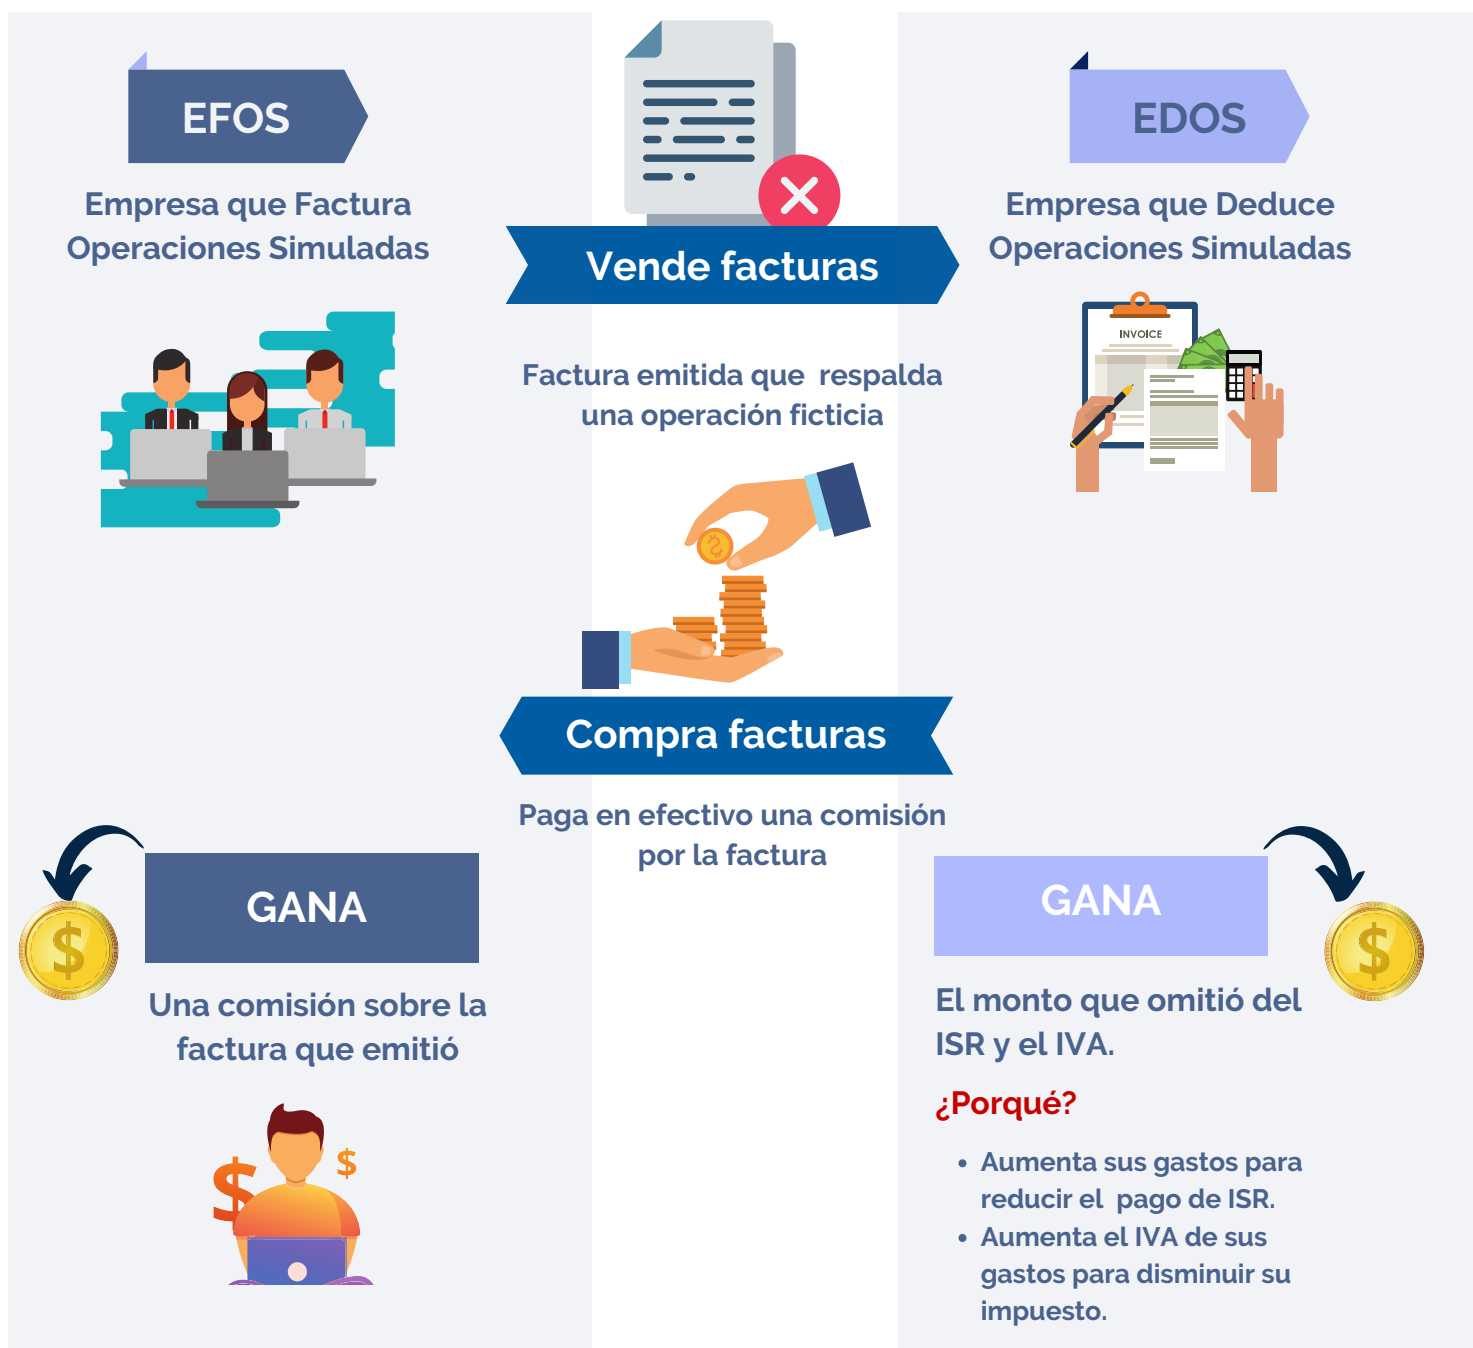 EFOS
Empresa que Factura
Operaciones Simuladas
Vende facturas
Factura emitida que respalda
una operación ficticia
EDOS
Empresa que Deduce
Operaciones Simuladas
INVOICE
Compra facturas
Paga en efectivo una comisión
por la factura
$
GANA
Una comisión sobre la
factura que emitió
$
$
GANA
$
El monto que omitió del
ISR y el IVA.
¿Porqué?
• Aumenta sus gastos para
reducir el pago de ISR.
• Aumenta el IVA de sus
gastos para disminuir su
impuesto.